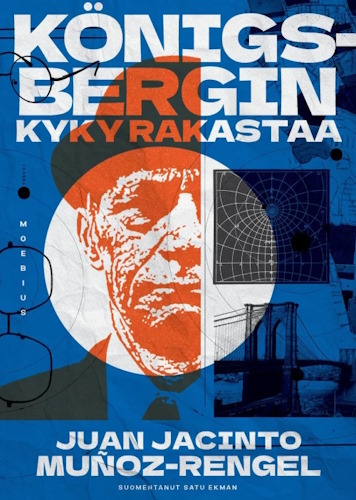 KÖNIGS-
BERGIN
KYKY RAKASTAA
MOEBIUS
JUAN JACINTO
MUÑOZ-RENGEL
SUOMENTANUT SATU EKMAN